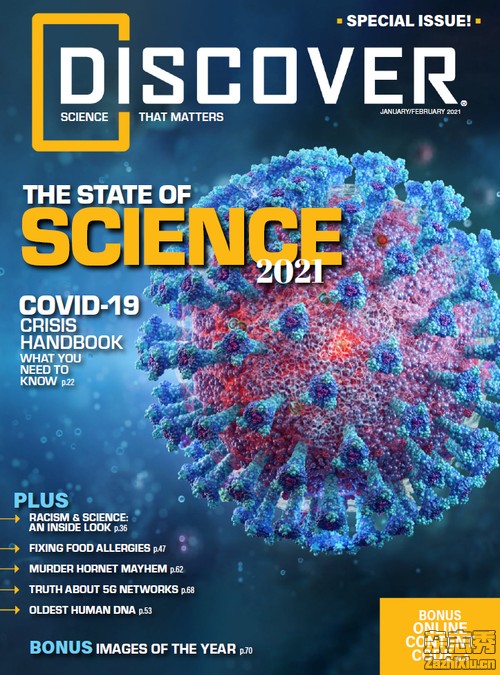 SPECIAL ISSUE!
DISCOVER®
SCIENCE THAT MATTERS
JANUARY/FEBRUARY 2021
THE STATE OF
SCIENCE
2021
COVID-19
CRISIS
HANDBOOK
WHAT YOU
NEED TO
KNOW p.22
PLUS
RACISM & SCIENCE:
AN INSIDE LOOK p.36
FIXING FOOD ALLERGIES p.47
MURDER HORNET MAYHEM p.62
TRUTH ABOUT 5G NETWORKS p.68
OLDEST HUMAN DNA p.53
BONUS IMAGES OF THE YEAR p.70
BONUS
ONLINE
杂志秀
ZaZhiXiu.cn